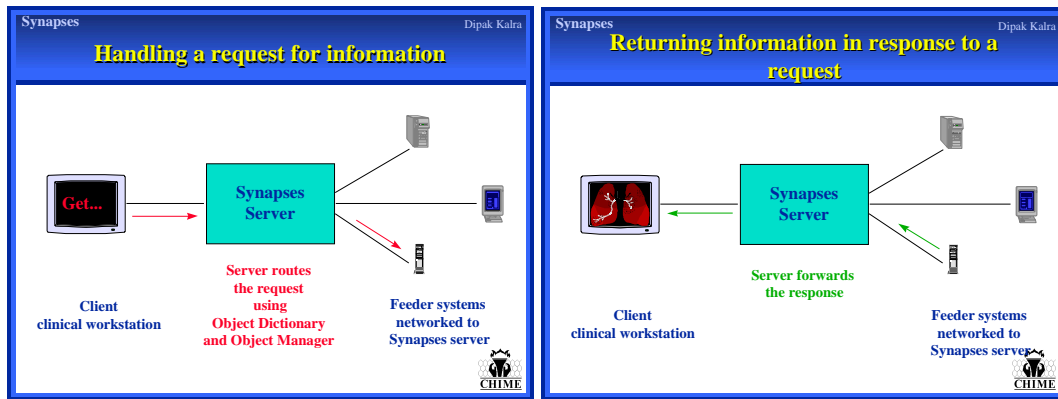 Synapses
Dipak Kalra
Handling a request for information
Get...
Synapses
Server
Server routes
the request
using
Object Dictionary
and Object Manager
Client
clinical workstation
Feeder systems
networked to
Synapses server
CHIME
Synapses
Dipak Kalra
Returning information in response to a
request
Synapses
Server
Server forwards
the response
Client
clinical workstation
Feeder systems
networked to
Synapses server
CHIME